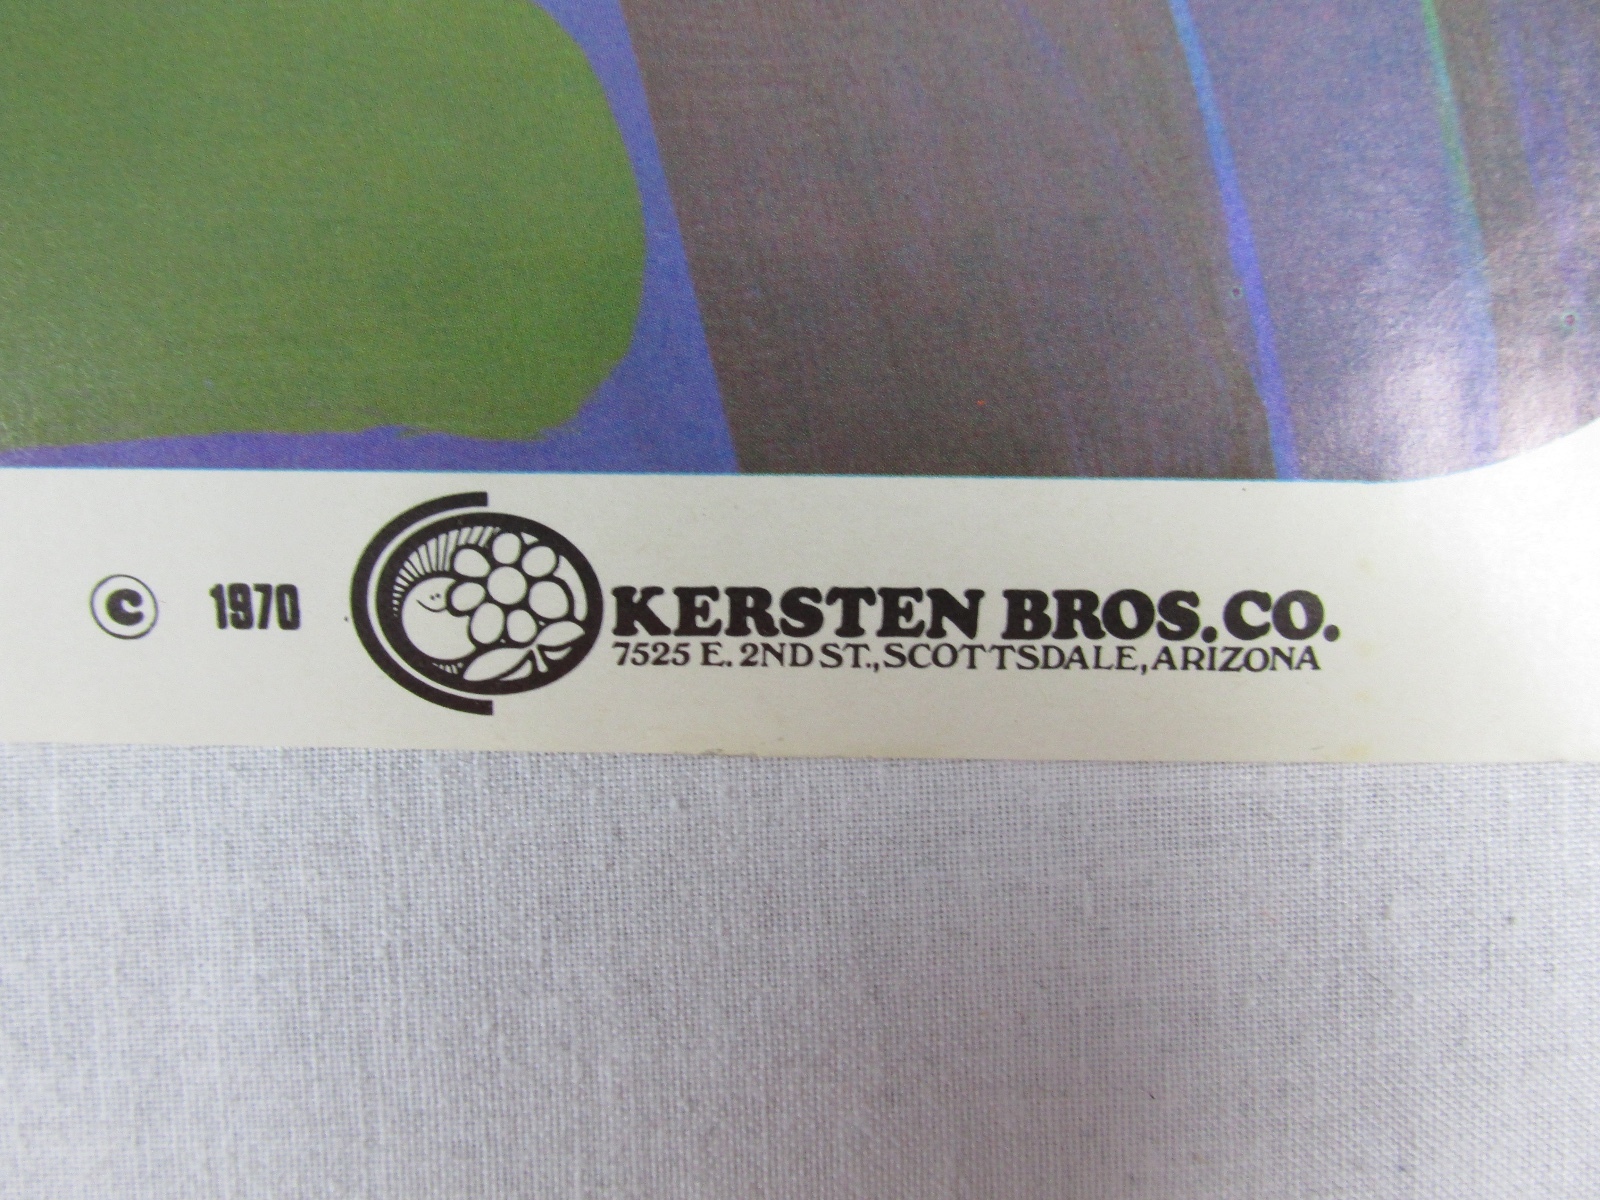 © 1970 KERSTEN BROS. CO.
7525 E. 2ND ST., SCOTTSDALE, ARIZONA